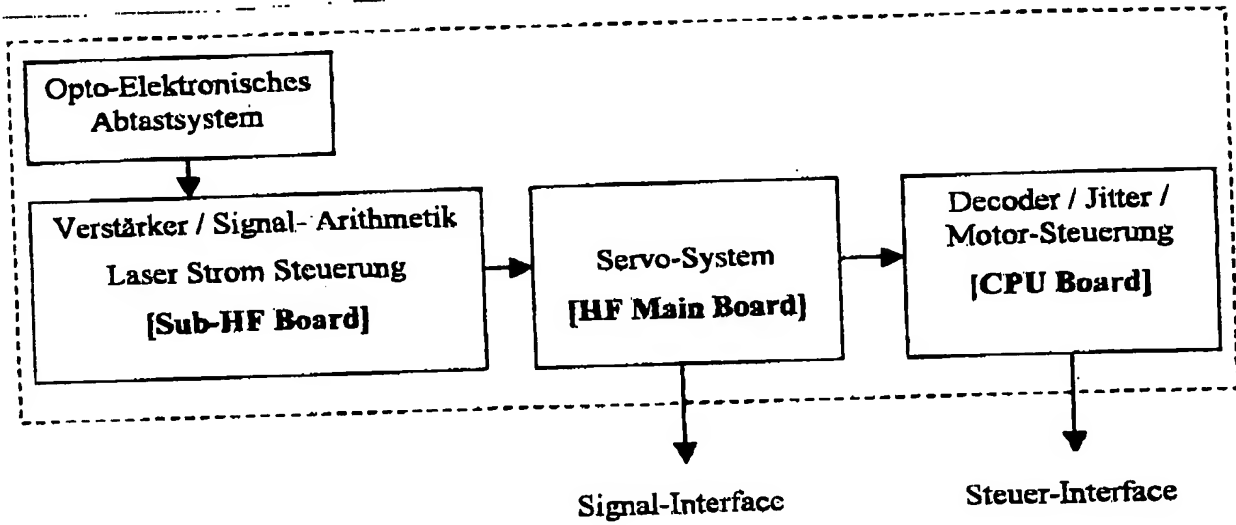 Opto-Elektronisches
Abtastsystem
Verstärker / Signal- Arithmetik
Laser Strom Steuerung
[Sub-HF Board]
Servo-System
[HF Main Board]
Decoder / Jitter /
Motor-Steuerung
[CPU Board]
Signal-Interface
Steuer-Interface